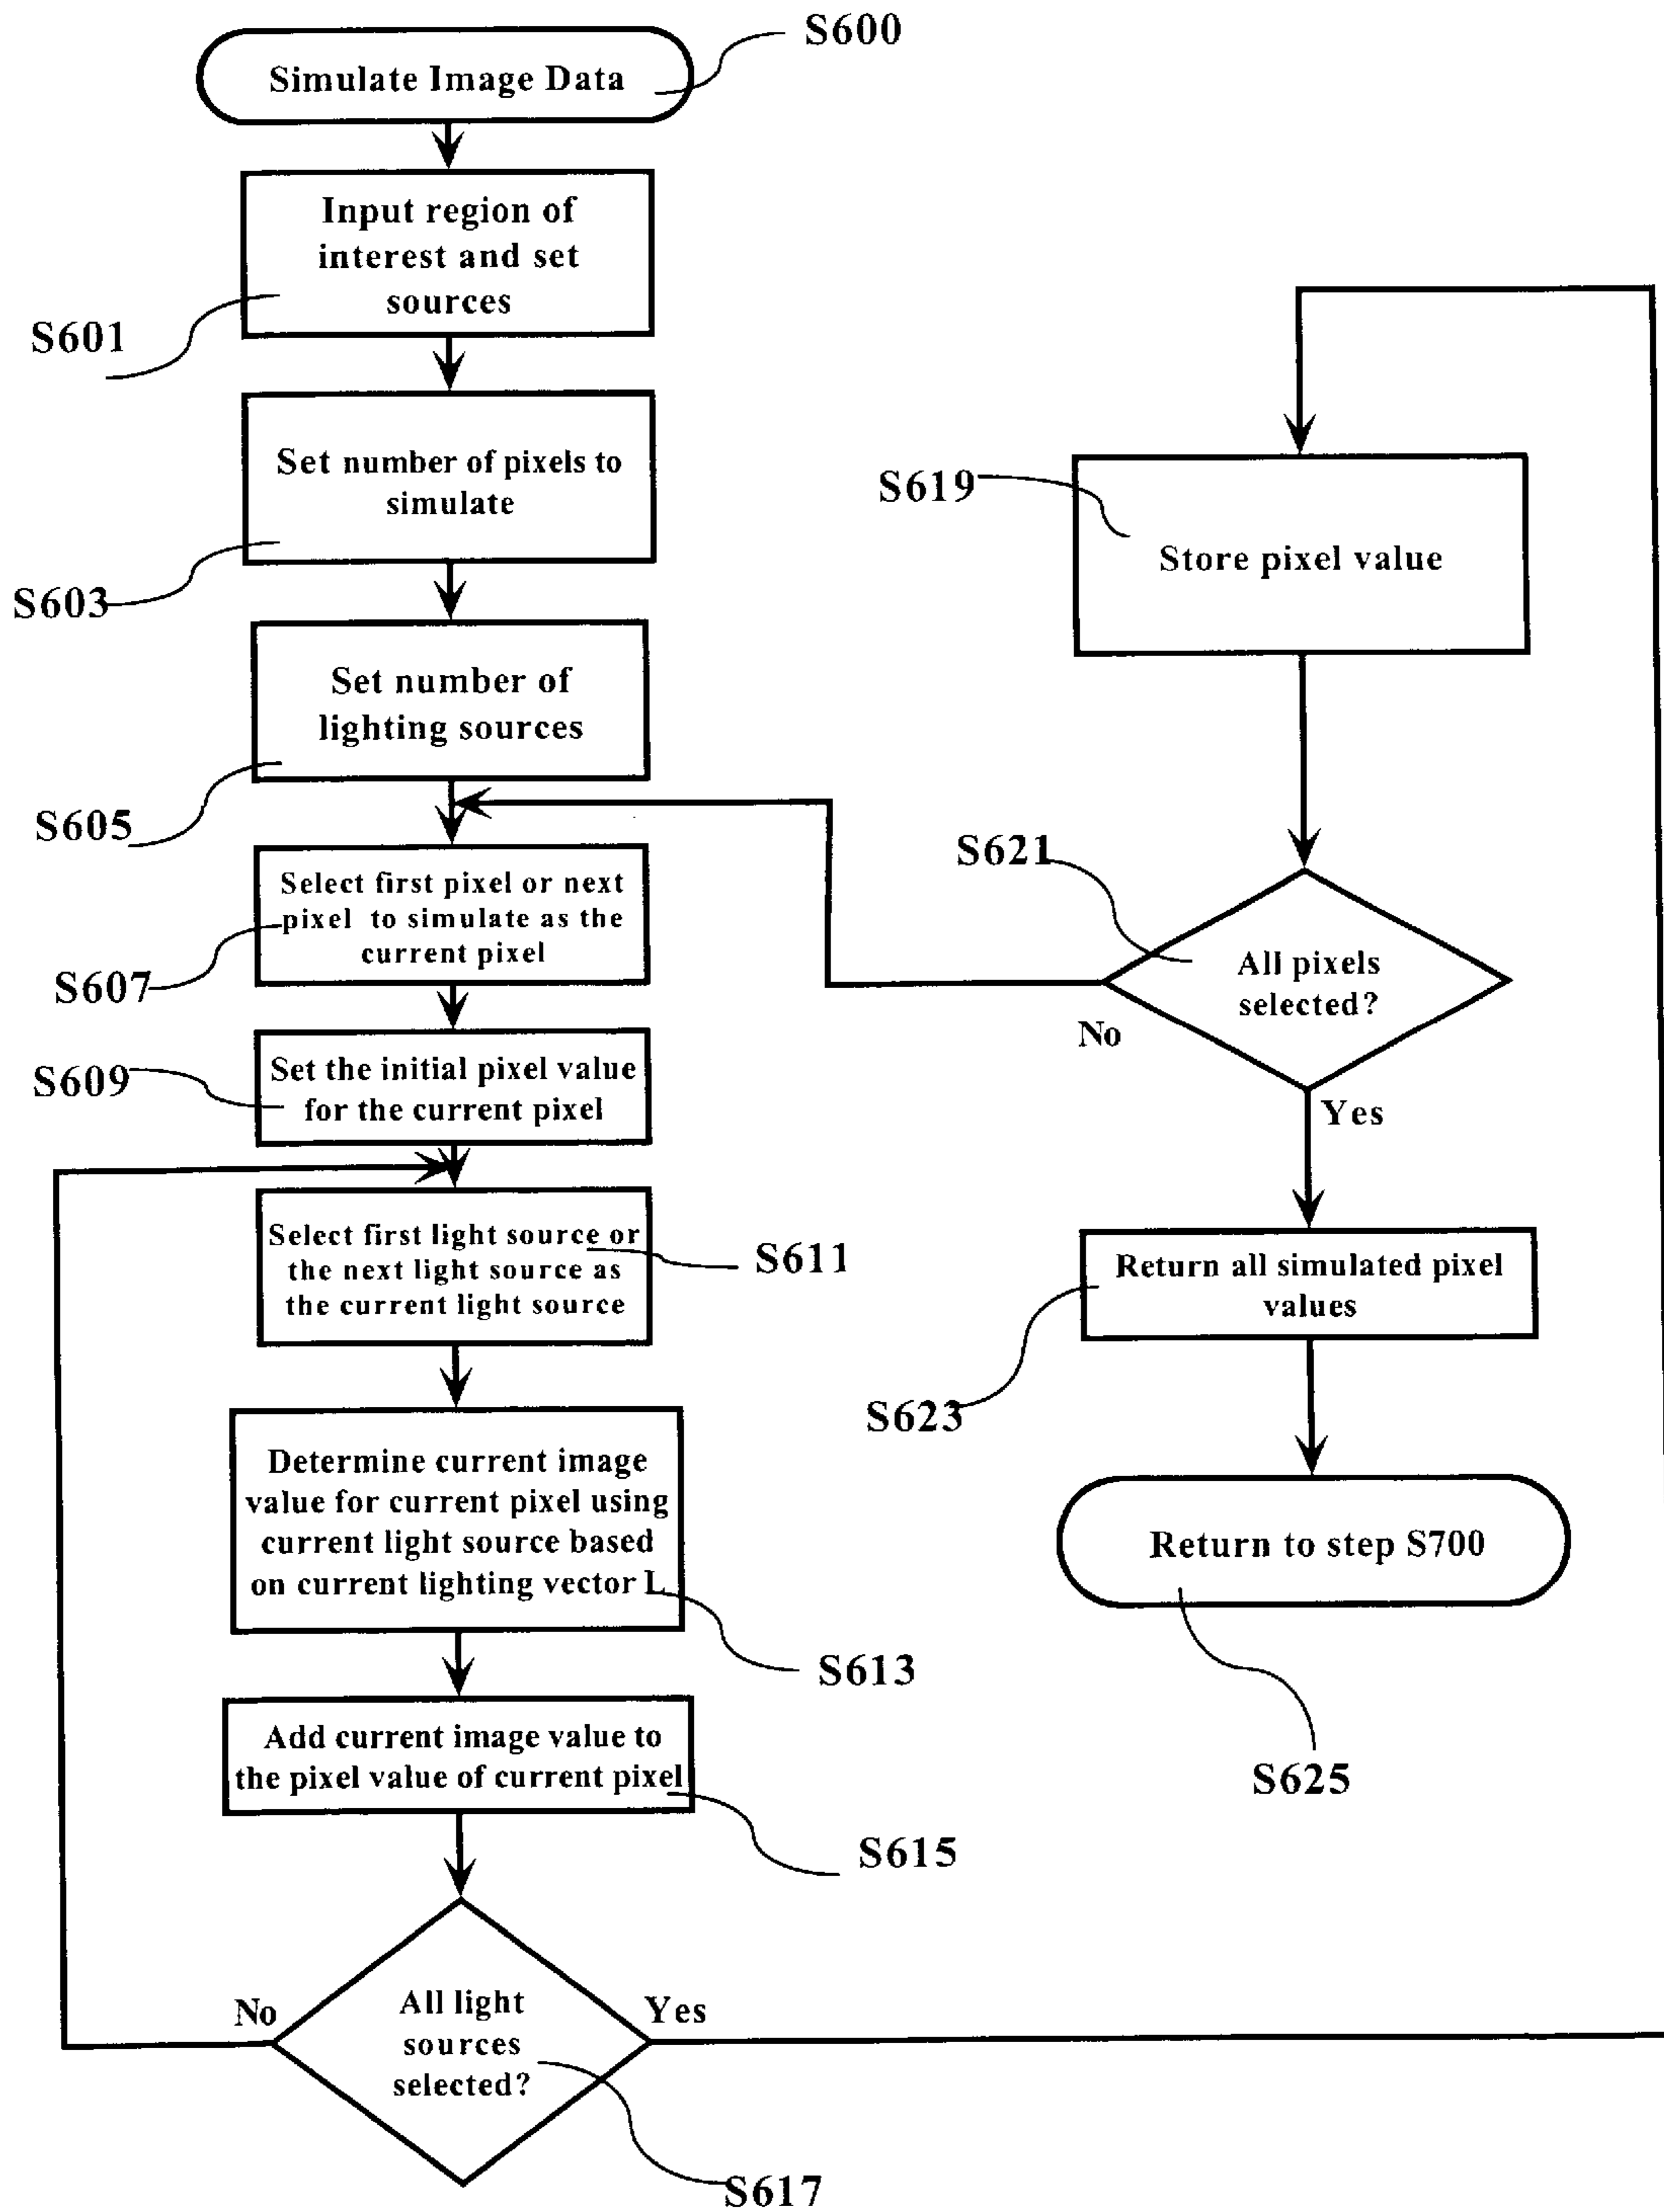 S600
Simulate Image Data
Input region of
interest and set
sources
S601
Set number of pixels to
simulate
S603
Set number of
lighting sources
S605
Select first pixel or next
pixel to simulate as the
current pixel
S607
Set the initial pixel value
for the current pixel
S609
Select first light source or
the next light source as
the current light source
S611
Determine current image
value for current pixel using
current light source based
on current lighting vector L
S613
Add current image value to
the pixel value of current pixel
S615
All light
sources
selected?
No
Yes
S617
S619
Store pixel value
S621
All pixels
selected?
No
Yes
Return all simulated pixel
values
S623
Return to step S700
S625